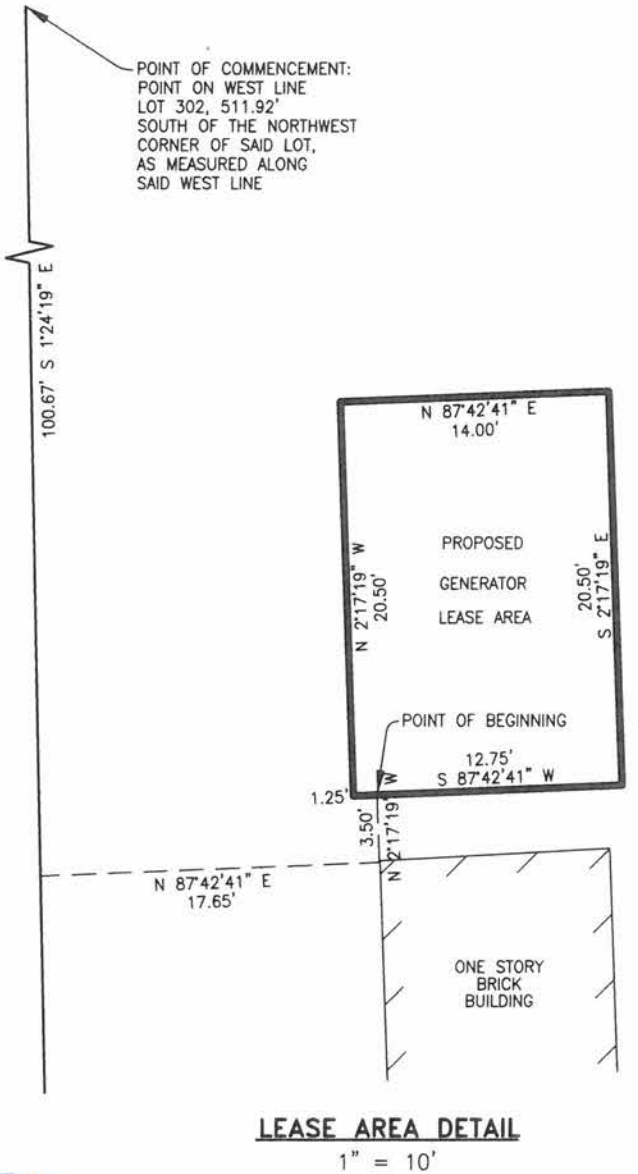 POINT OF COMMENCEMENT:
POINT ON WEST LINE
LOT 302, 511.92'
SOUTH OF THE NORTHWEST
CORNER OF SAID LOT,
AS MEASURED ALONG
SAID WEST LINE
100.67' S 1°24'19" E
N 87°42'41" E
14.00'
N 2°17'19" W
20.50'
PROPOSED
GENERATOR
LEASE AREA
20.50'
S 2°17'19" E
POINT OF BEGINNING
12.75'
S 87°42'41" W
1.25'
3.50'
N 2°17'19" W
N 87°42'41" E
17.65'
ONE STORY
BRICK
BUILDING
LEASE AREA DETAIL
1" = 10'